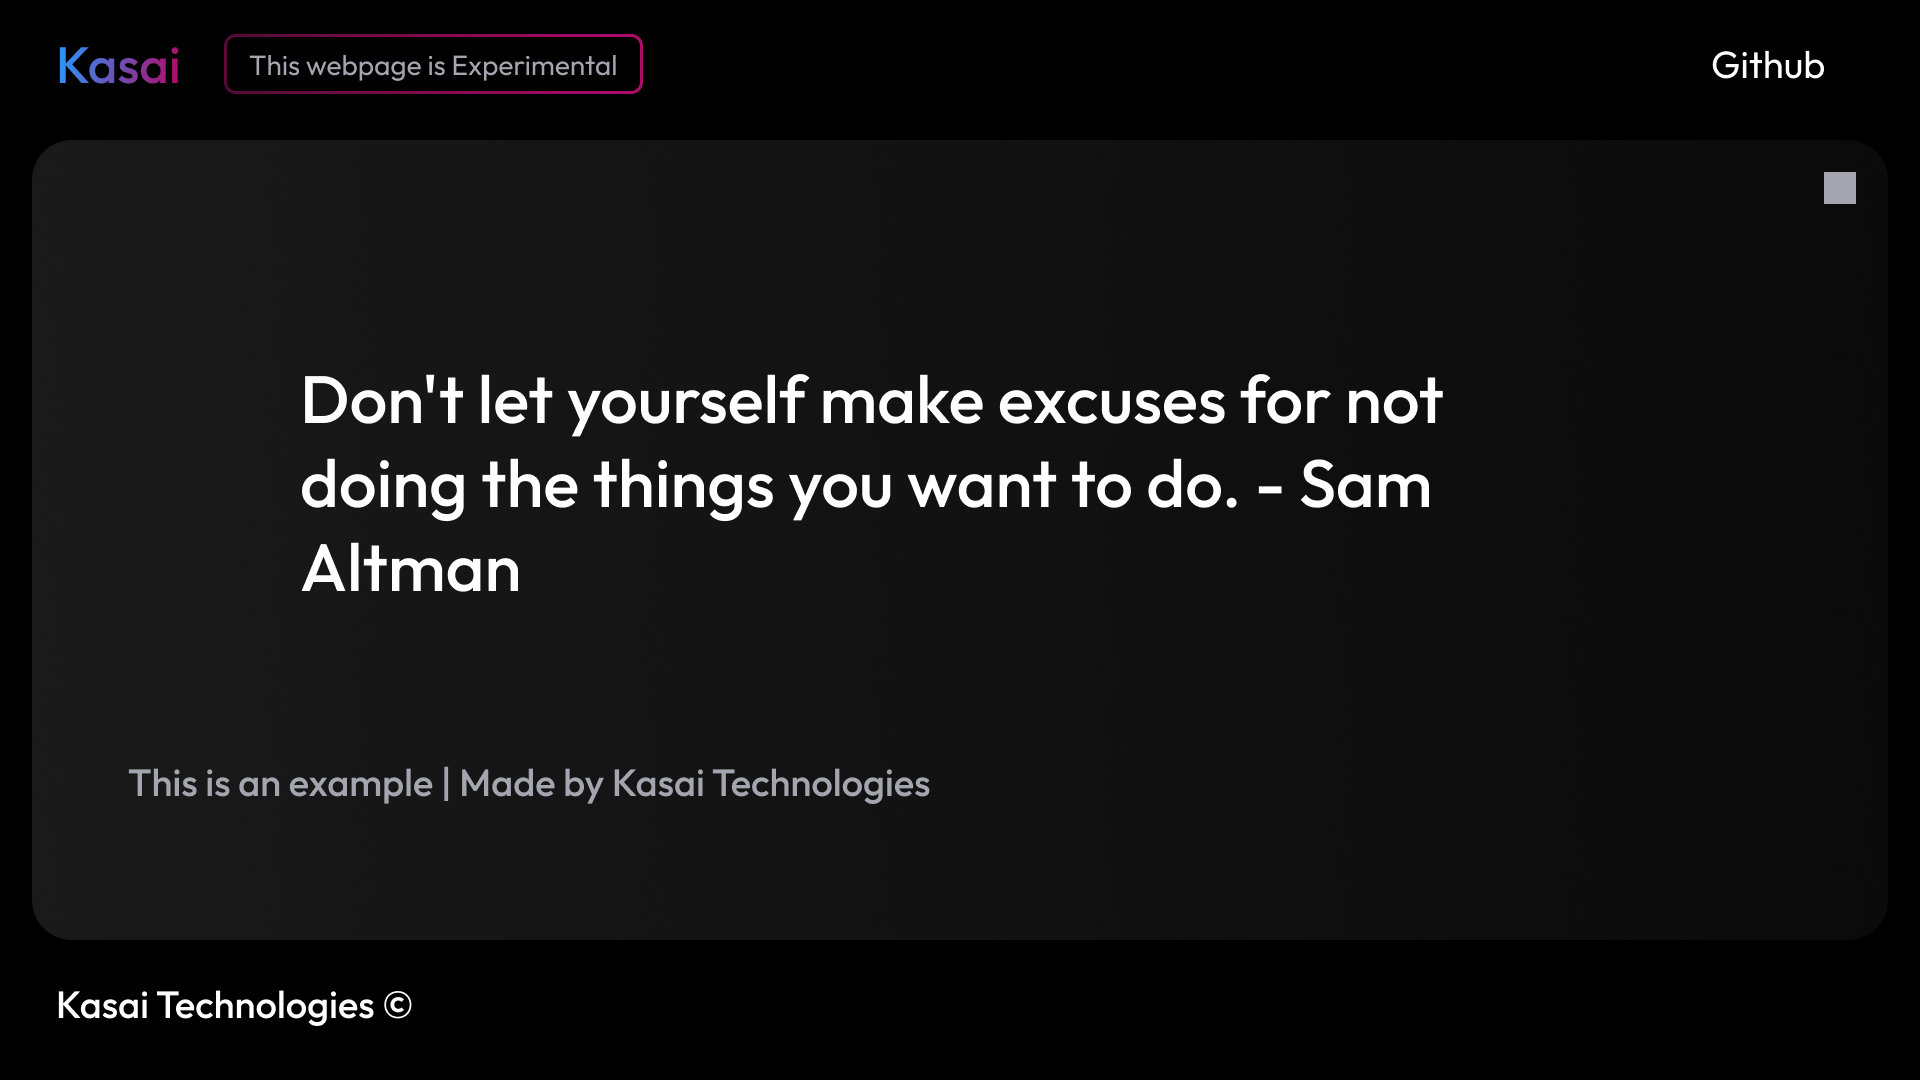 Kasai
This webpage is Experimental
Github
Don't let yourself make excuses for not
doing the things you want to do. - Sam
Altman
This is an example | Made by Kasai Technologies
Kasai Technologies ©